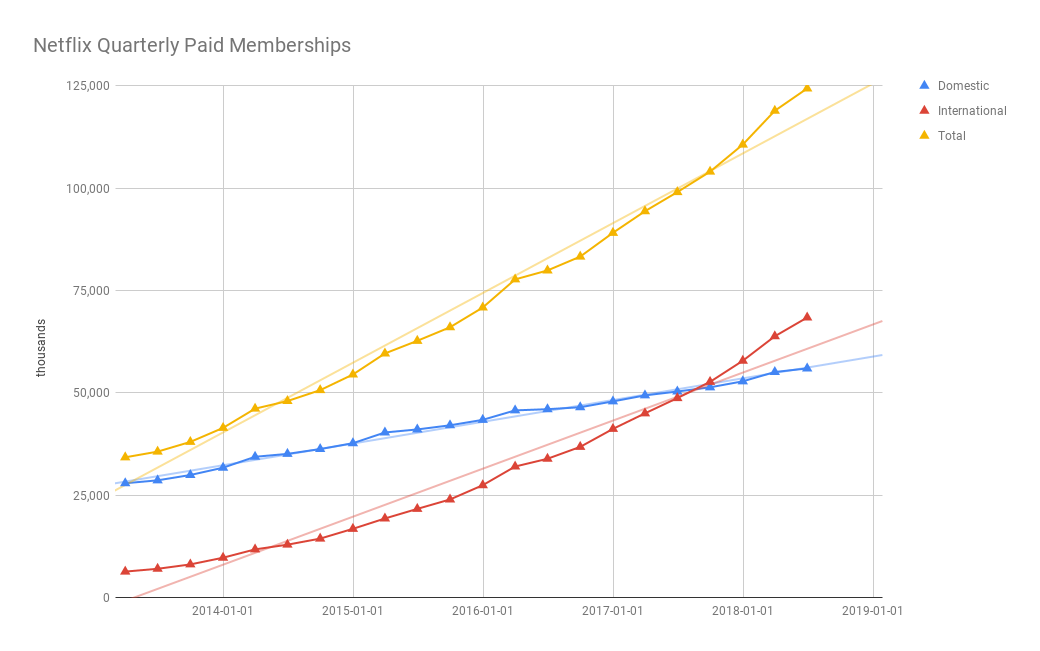 Netflix Quarterly Paid Memberships
125,000
100,000
75,000
50,000
25,000
0
thousands
2014-01-01 2015-01-01 2016-01-01 2017-01-01 2018-01-01 2019-01-01
Domestic
International
Total